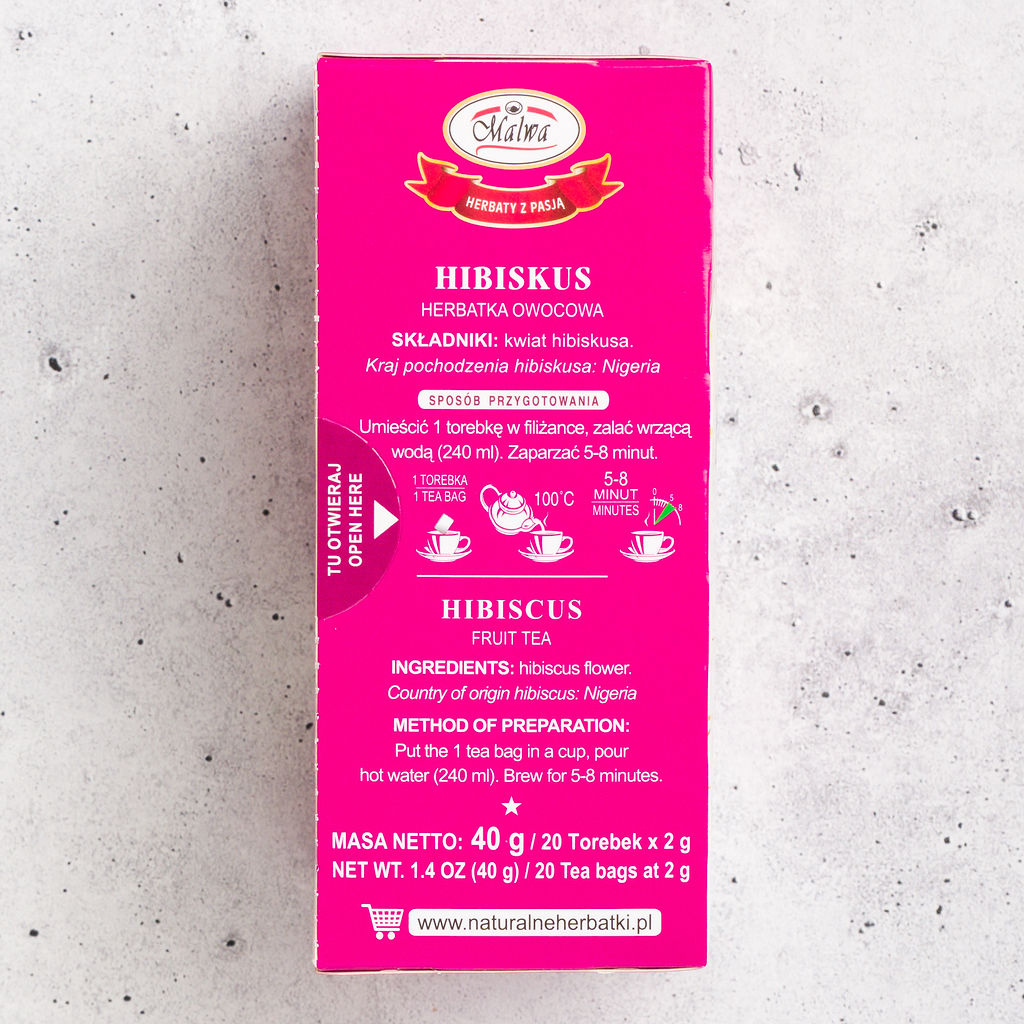 Malwa
HERBATY Z PASJĄ
HIBISKUS
HERBATKA OWOCOWA
SKŁADNIKI: kwiat hibiskusa.
Kraj pochodzenia hibiskusa: Nigeria
SPOSÓB PRZYGOTOWANIA
Umieścić 1 torebkę w filiżance, zalać wrzącą
wodą (240 ml). Zaparzać 5-8 minut.
1 TOREBKA
1 TEA BAG
100°C
5-8
MINUT
MINUTES
0
5
8
TU OTWIERAJ
OPEN HERE
HIBISCUS
FRUIT TEA
INGREDIENTS: hibiscus flower.
Country of origin hibiscus: Nigeria
METHOD OF PREPARATION:
Put the 1 tea bag in a cup, pour
hot water (240 ml). Brew for 5-8 minutes.
MASA NETTO: 40 g / 20 Torebek x 2 g
NET WT. 1.4 OZ (40 g) / 20 Tea bags at 2 g
www.naturalneherbatki.pl